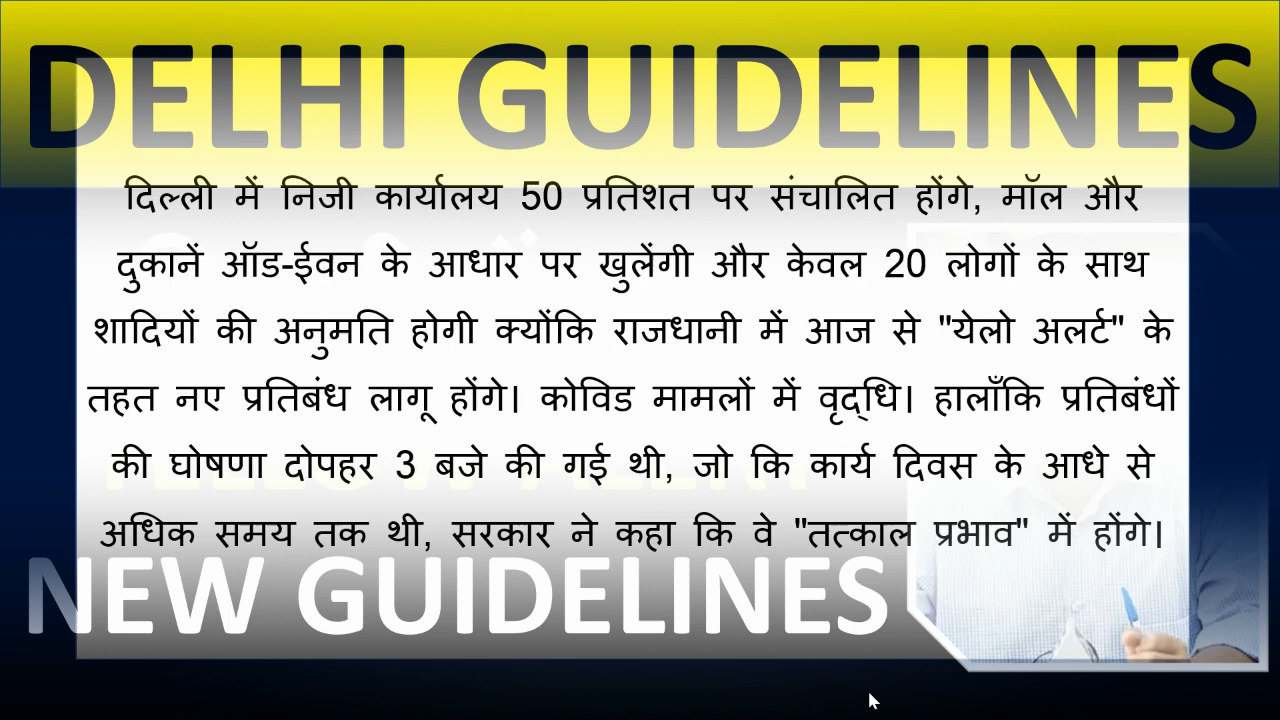 DELHI GUIDELINES
दिल्ली में निजी कार्यालय 50 प्रतिशत पर संचालित होंगे, मॉल और
दुकानें ऑड-ईवन के आधार पर खुलेंगी और केवल 20 लोगों के साथ
शादियों की अनुमति होगी क्योंकि राजधानी में आज से "येलो अलर्ट" के
तहत नए प्रतिबंध लागू होंगे। कोविड मामलों में वृद्धि। हालाँकि प्रतिबंधों
की घोषणा दोपहर 3 बजे की गई थी, जो कि कार्य दिवस के आधे से
अधिक समय तक थी, सरकार ने कहा कि वे "तत्काल प्रभाव" में होंगे।
NEW GUIDELINES